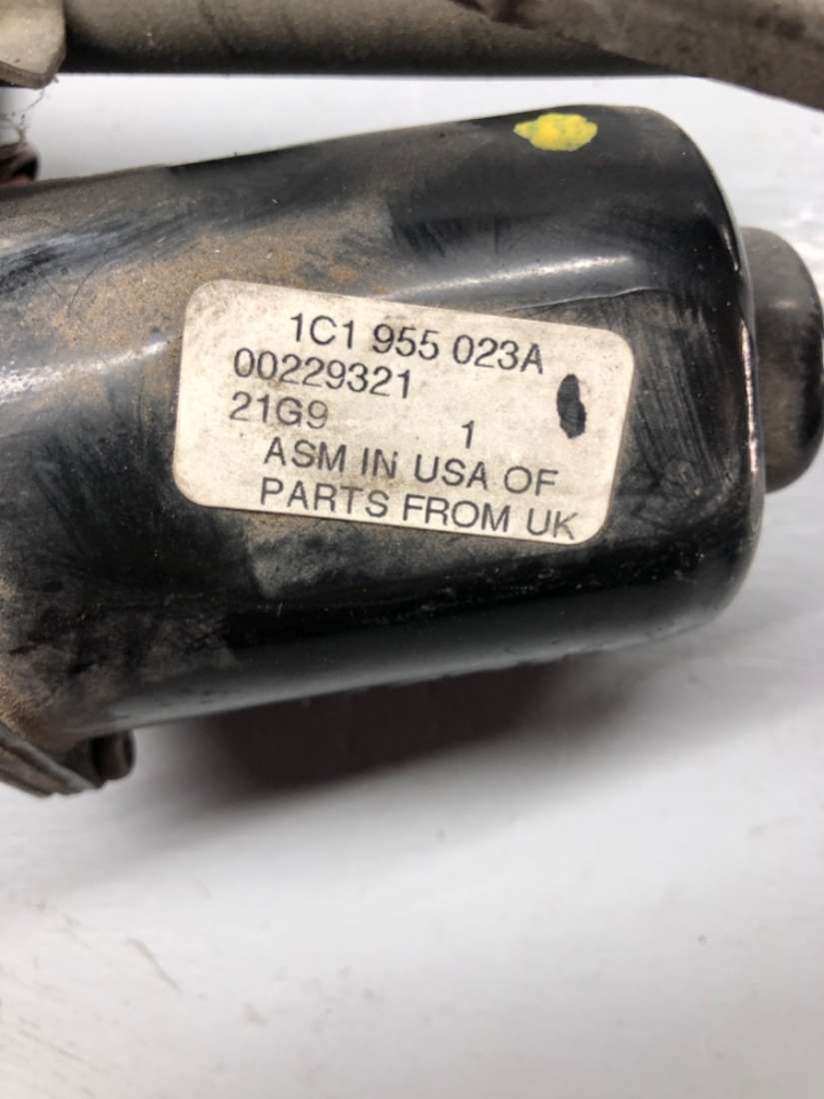 1C1 955 023A
00229321
21G9 1
ASM IN USA OF
PARTS FROM UK